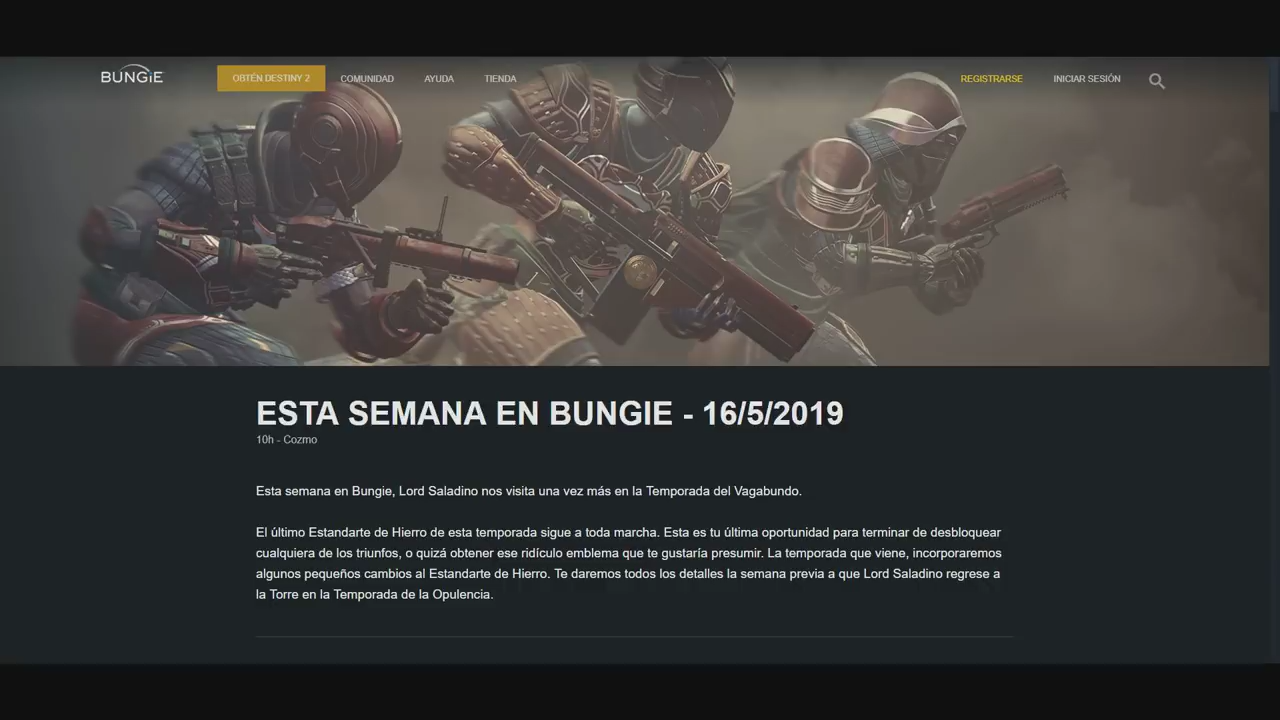 BUNGiE
OBTÉN DESTINY 2
COMUNIDAD
AYUDA
TIENDA
REGISTRARSE
INICIAR SESIÓN
ESTA SEMANA EN BUNGIE - 16/5/2019
10h - Cozmo
Esta semana en Bungie, Lord Saladino nos visita una vez más en la Temporada del Vagabundo.
El último Estandarte de Hierro de esta temporada sigue a toda marcha. Esta es tu última oportunidad para terminar de desbloquear
cualquiera de los triunfos, o quizá obtener ese ridículo emblema que te gustaría presumir. La temporada que viene, incorporaremos
algunos pequeños cambios al Estandarte de Hierro. Te daremos todos los detalles la semana previa a que Lord Saladino regrese a
la Torre en la Temporada de la Opulencia.